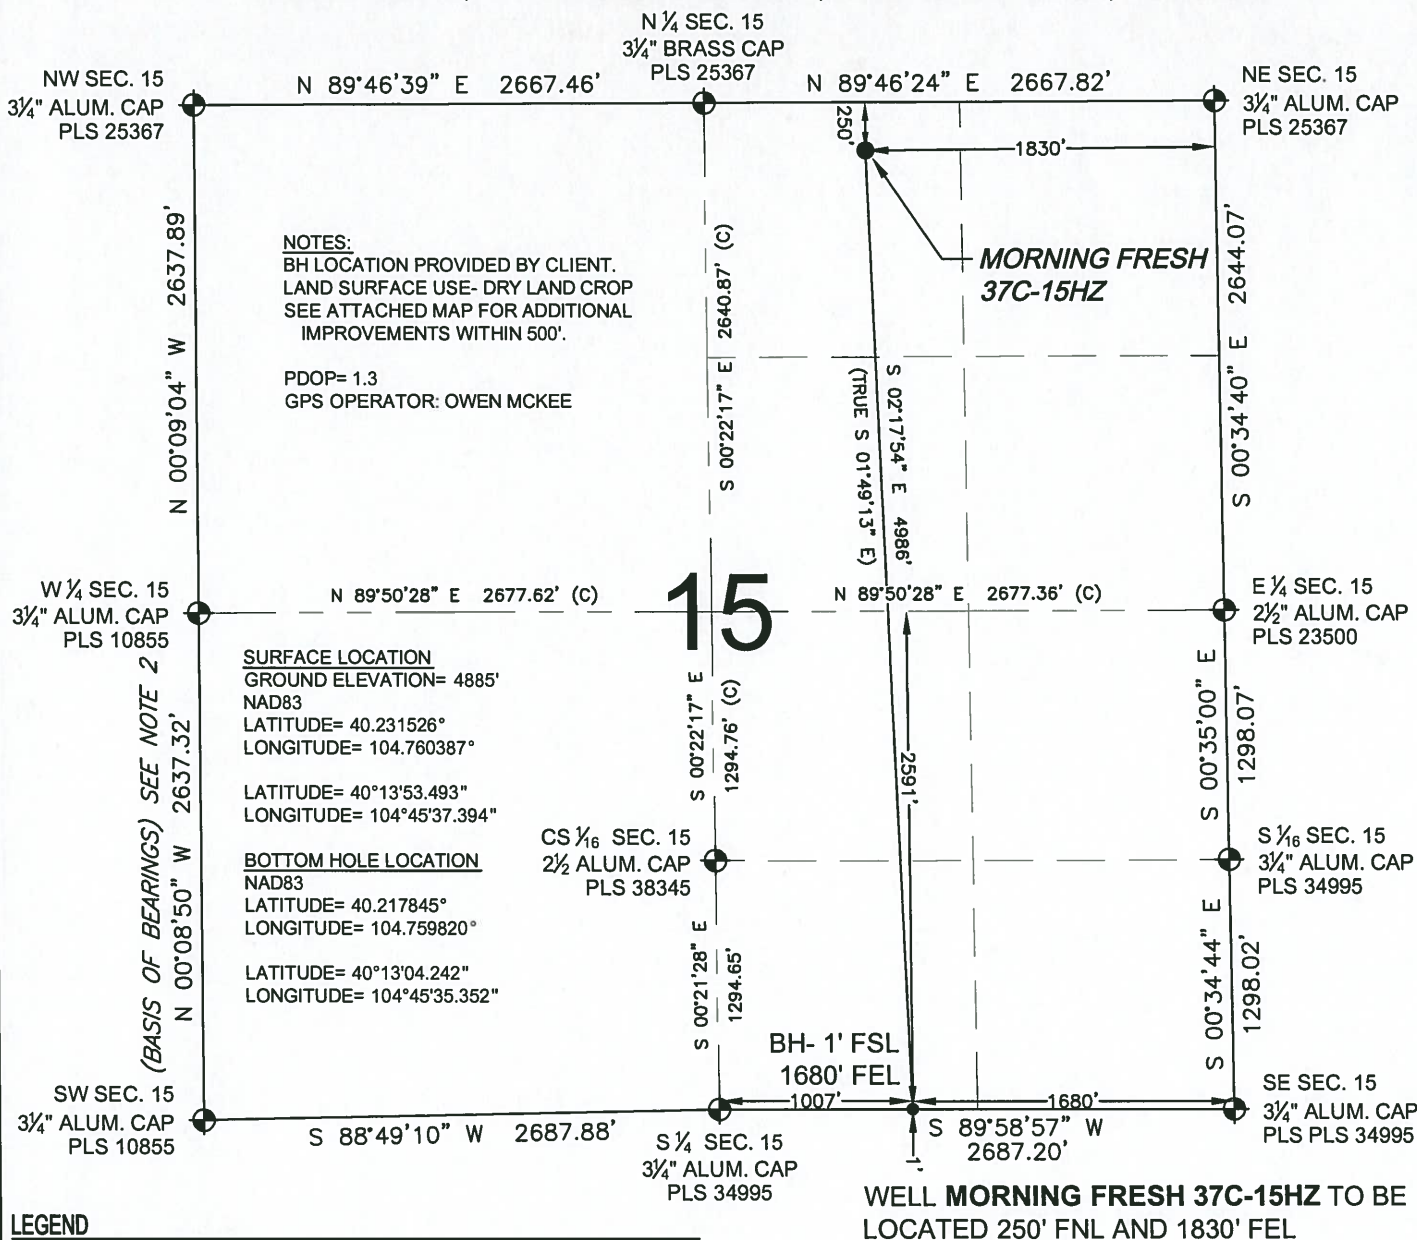 N 1/4 SEC. 15
3 1/4" BRASS CAP
PLS 25367
NW SEC. 15
3 1/4" ALUM. CAP
PLS 25367
N 89°46'39" E 2667.46'
N 89°46'24" E 2667.82'
NE SEC. 15
3 1/4" ALUM. CAP
PLS 25367
250'
1830'
MORNING FRESH
37C-15HZ
N 00°09'04" W 2637.89'
NOTES:
BH LOCATION PROVIDED BY CLIENT.
LAND SURFACE USE- DRY LAND CROP
SEE ATTACHED MAP FOR ADDITIONAL
IMPROVEMENTS WITHIN 500'.
PDOP= 1.3
GPS OPERATOR: OWEN MCKEE
S 00°22'17" E 2640.87' (C)
S 02°17'54" E 4986'
(TRUE S 01°49'13" E)
S 00°34'40" E 2644.07'
W 1/4 SEC. 15
3 1/4" ALUM. CAP
PLS 10855
N 89°50'28" E 2677.62' (C)
15
N 89°50'28" E 2677.36' (C)
E 1/4 SEC. 15
2 1/2" ALUM. CAP
PLS 23500
(BASIS OF BEARINGS) SEE NOTE 2
N 00°08'50" W 2637.32'
SURFACE LOCATION
GROUND ELEVATION= 4885'
NAD83
LATITUDE= 40.231526°
LONGITUDE= 104.760387°
LATITUDE= 40°13'53.493"
LONGITUDE= 104°45'37.394"
BOTTOM HOLE LOCATION
NAD83
LATITUDE= 40.217845°
LONGITUDE= 104.759820°
LATITUDE= 40°13'04.242"
LONGITUDE= 104°45'35.352"
S 00°22'17" E
1294.76' (C)
2591'
S 00°35'00" E
1298.07'
CS 1/16 SEC. 15
2 1/2 ALUM. CAP
PLS 38345
S 1/16 SEC. 15
3 1/4" ALUM. CAP
PLS 34995
S 00°21'28" E
1294.65'
S 00°34'44" E
1298.02'
BH- 1' FSL
1680' FEL
1007'
1680'
SW SEC. 15
3 1/4" ALUM. CAP
PLS 10855
S 88°49'10" W 2687.88'
S 1/4 SEC. 15
3 1/4" ALUM. CAP
PLS 34995
1'
S 89°58'57" W
2687.20'
SE SEC. 15
3 1/4" ALUM. CAP
PLS PLS 34995
WELL MORNING FRESH 37C-15HZ TO BE
LOCATED 250' FNL AND 1830' FEL
LEGEND